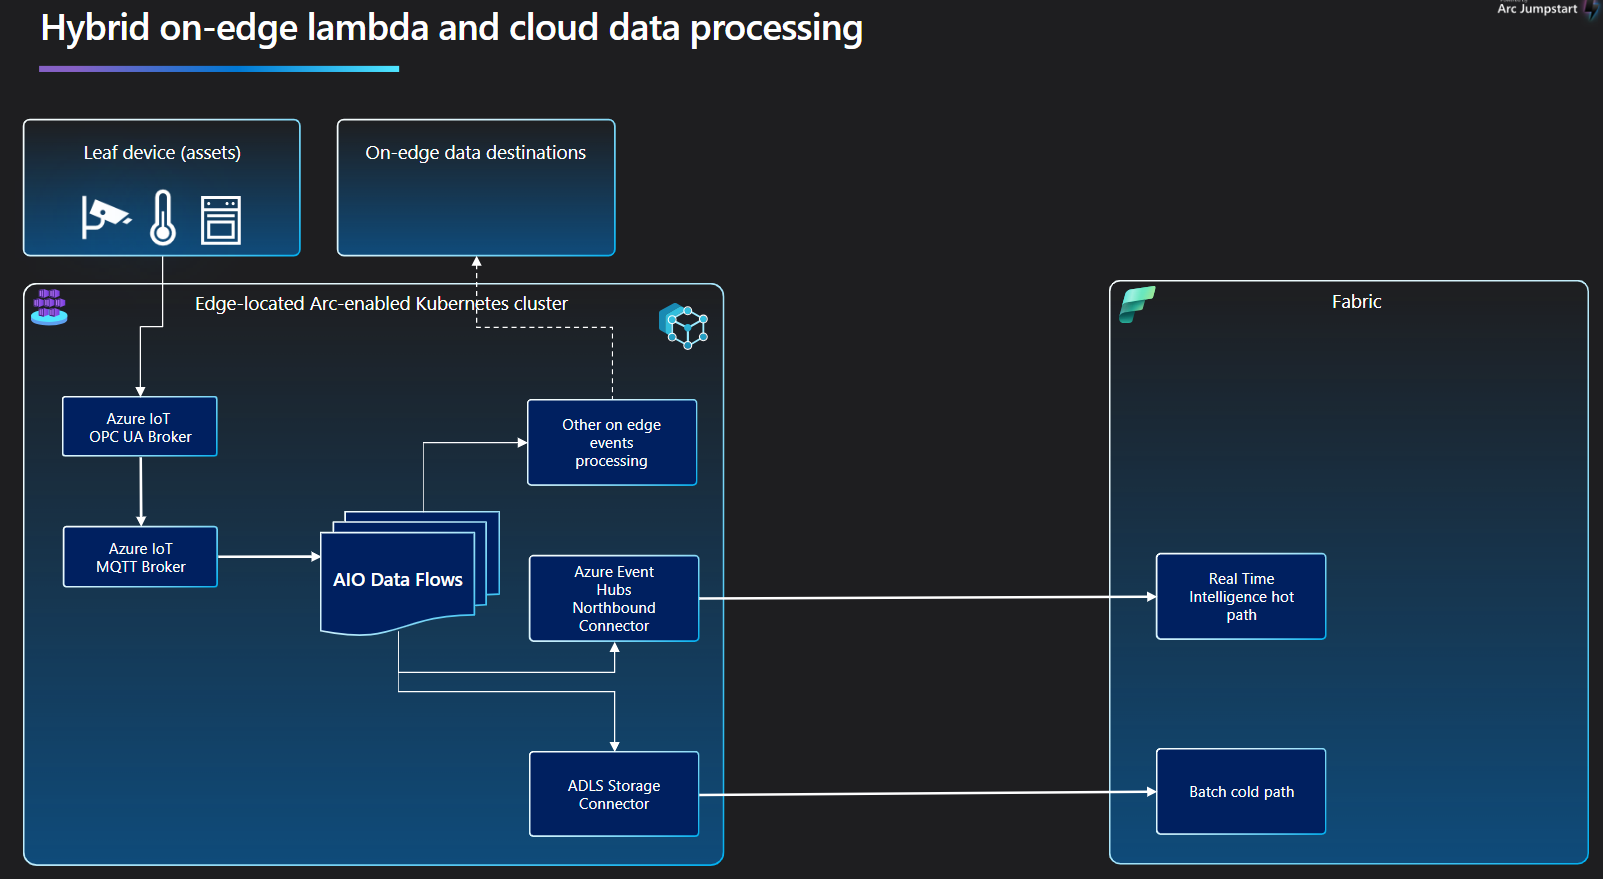 Hybrid on-edge lambda and cloud data processing
Arc Jumpstart
Leaf device (assets)
On-edge data destinations
Edge-located Arc-enabled Kubernetes cluster
Fabric
Azure IoT
OPC UA Broker
Other on edge
events
processing
Azure IoT
MQTT Broker
AIO Data Flows
Azure Event
Hubs
Northbound
Connector
Real Time
Intelligence hot
path
ADLS Storage
Connector
Batch cold path